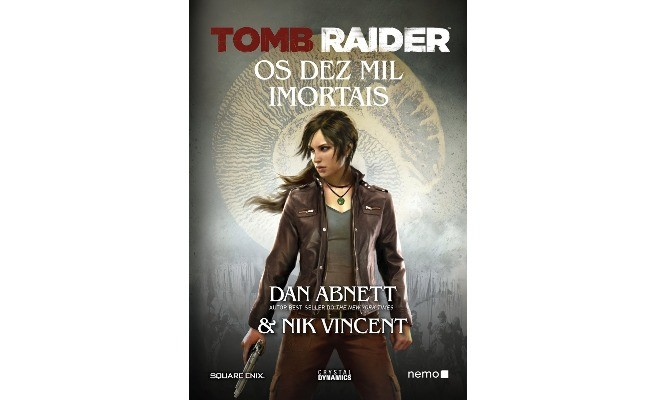 TOMB RAIDER
OS DEZ MIL
IMORTAIS
DAN ABNETT
AUTOR BEST-SELLER DO THE NEW YORK TIMES
& NIK VINCENT
SQUARE ENIX.
CRYSTAL
DYNAMICS
nemo